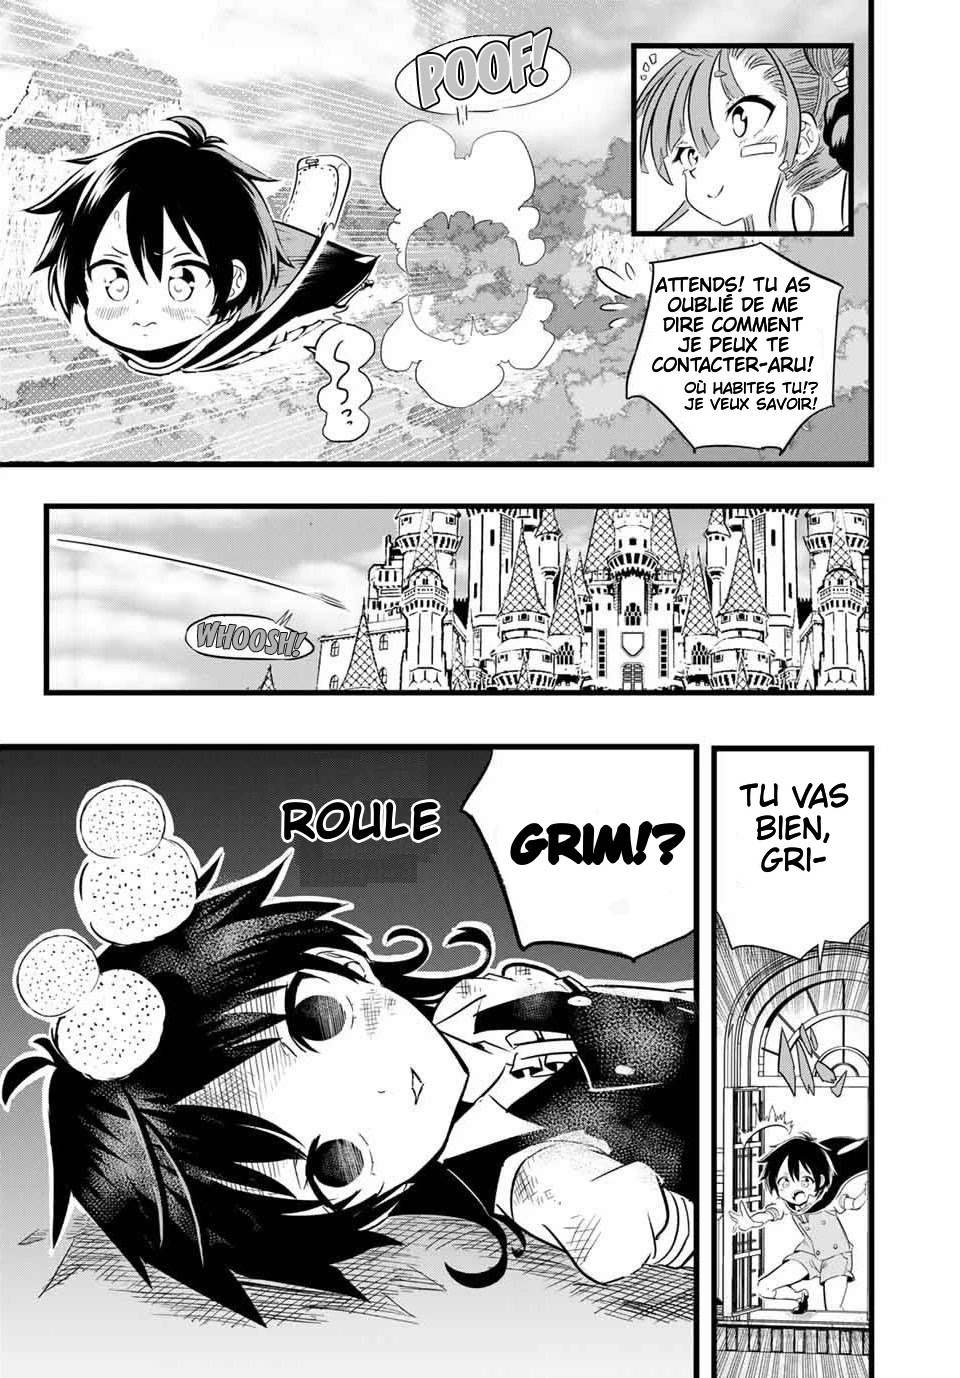 POOF!
ATTENDS! TU AS
OUBLIÉ DE ME
DIRE COMMENT
JE PEUX TE
CONTACTER-ARU!
OÙ HABITES TU!?
JE VEUX SAVOIR!
WHOOSH!
TU VAS
BIEN,
GRI-
GRIM!?
ROULE